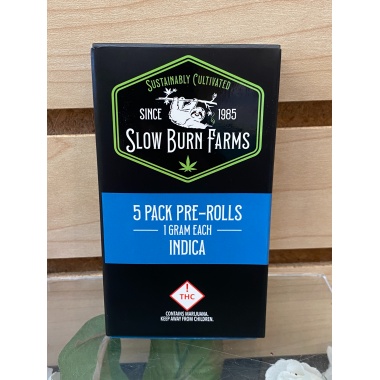 SUSTAINABLY CULTIVATED
SINCE 1985
SLOW BURN FARMS
5 PACK PRE-ROLLS
1 GRAM EACH
INDICA
!
THC
CONTAINS MARIJUANA.
KEEP AWAY FROM CHILDREN.